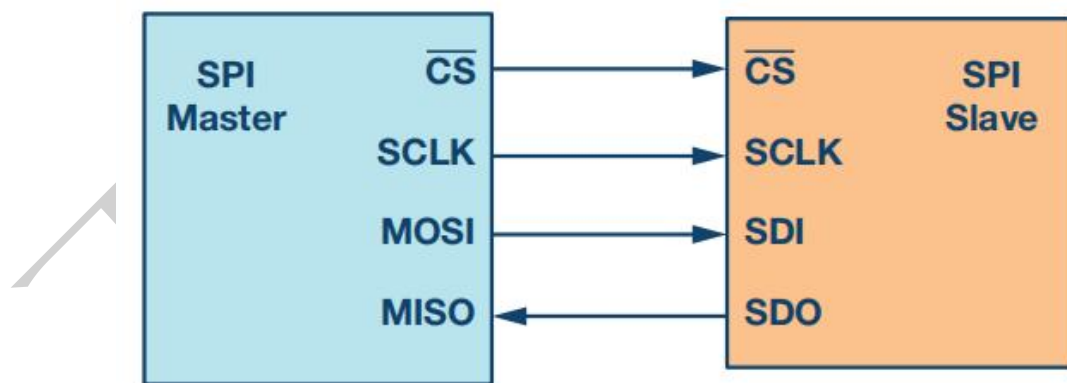 SPI
Master
CS
SCLK
MOSI
MISO
CS
SCLK
SDI
SDO
SPI
Slave